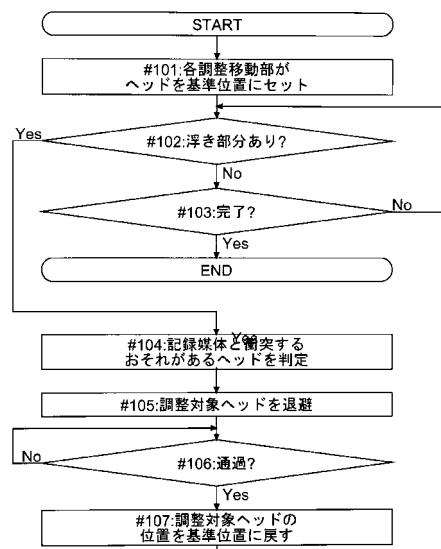 START
#101:各調整移動部が
ヘッドを基準位置にセット
Yes
#102:浮き部分あり?
No
#103:完了?
No
Yes
END
Yes
#104:記録媒体と衝突する
おそれがあるヘッドを判定
#105:調整対象ヘッドを退避
No
#106:通過?
Yes
#107:調整対象ヘッドの
位置を基準位置に戻す